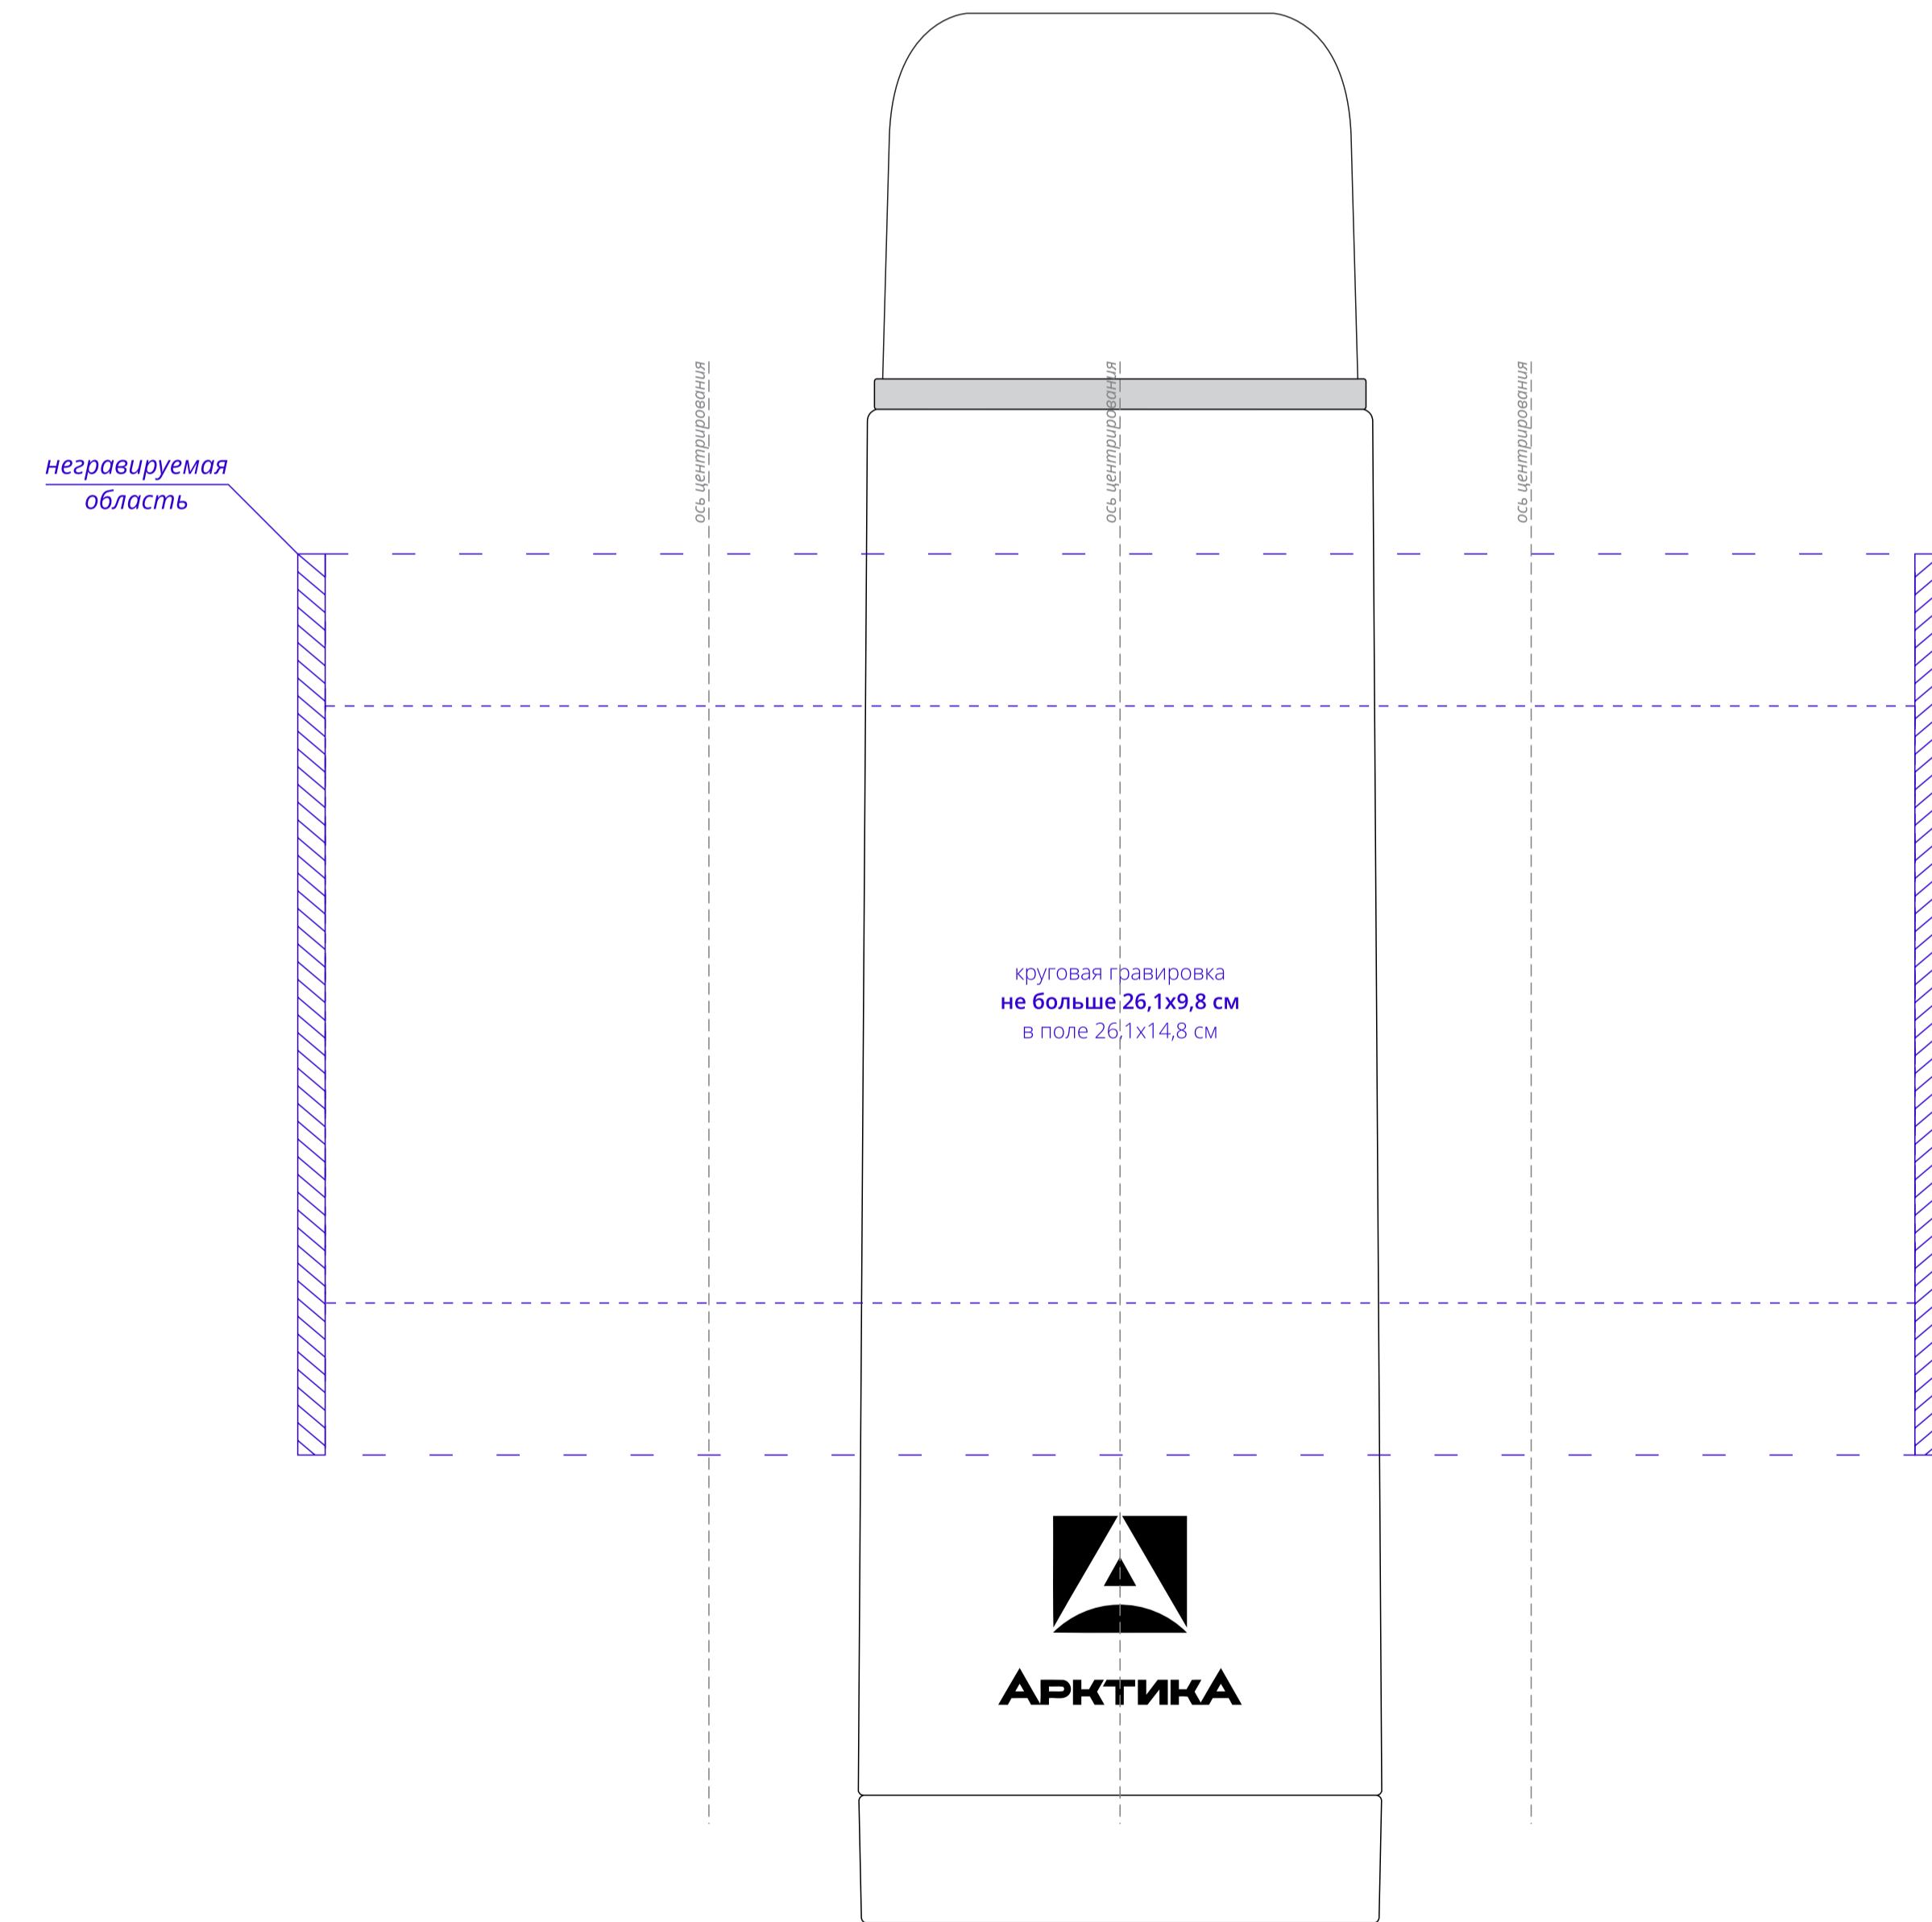 ось центрирования
ось центрирования
ось центрирования
негравируемая
область
круговая гравировка
не больше 26,1х9,8 см
в поле 26,1х14,8 см
АРКТИКА